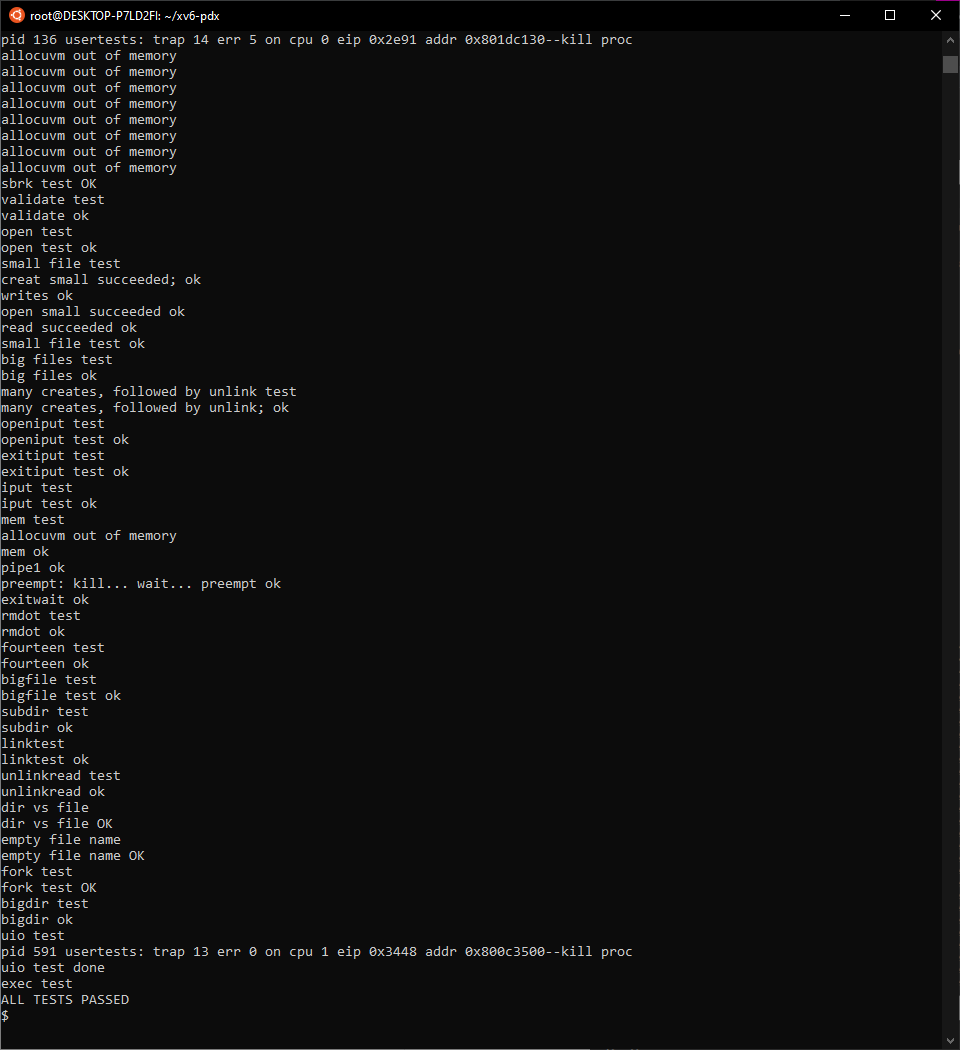 root@DESKTOP-P7LD2FI: ~/xv6-pdx
pid 136 usertests: trap 14 err 5 on cpu 0 eip 0x2e91 addr 0x801dc130--kill proc
allocuvm out of memory
allocuvm out of memory
allocuvm out of memory
allocuvm out of memory
allocuvm out of memory
allocuvm out of memory
allocuvm out of memory
allocuvm out of memory
sbrk test OK
validate test
validate ok
open test
open test ok
small file test
creat small succeeded; ok
writes ok
open small succeeded ok
read succeeded ok
small file test ok
big files test
big files ok
many creates, followed by unlink test
many creates, followed by unlink; ok
openiput test
openiput test ok
exitiput test
exitiput test ok
iput test
iput test ok
mem test
allocuvm out of memory
mem ok
pipe1 ok
preempt: kill... wait... preempt ok
exitwait ok
rmdot test
rmdot ok
fourteen test
fourteen ok
bigfile test
bigfile test ok
subdir test
subdir ok
linktest
linktest ok
unlinkread test
unlinkread ok
dir vs file
dir vs file OK
empty file name
empty file name OK
fork test
fork test OK
bigdir test
bigdir ok
uio test
pid 591 usertests: trap 13 err 0 on cpu 1 eip 0x3448 addr 0x800c3500--kill proc
uio test done
exec test
ALL TESTS PASSED
$